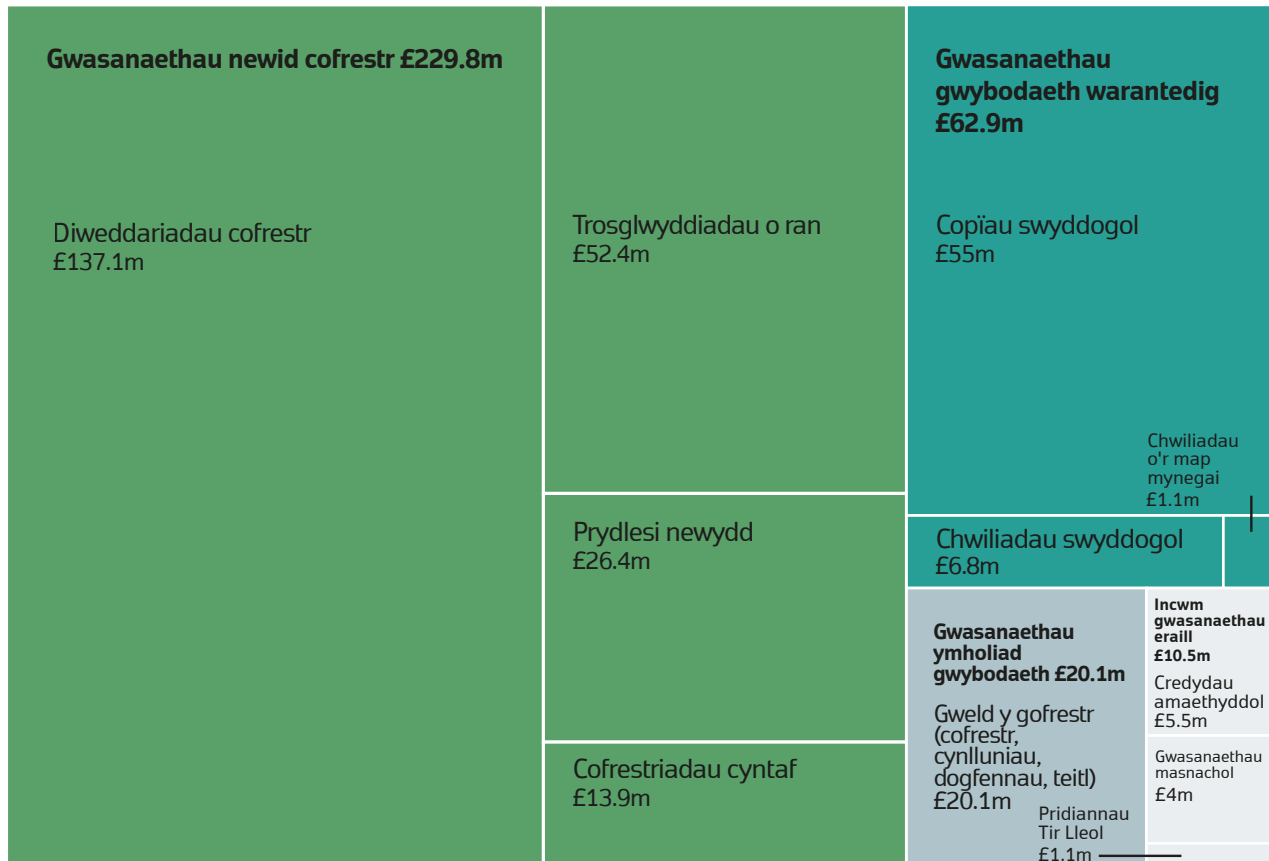 Gwasanaethau newid cofrestr £229.8m
Diweddariadau cofrestr
£137.1m
Trosglwyddiadau o ran
£52.4m
Prydlesi newydd
£26.4m
Cofrestriadau cyntaf
£13.9m
Gwasanaethau
gwybodaeth warantedig
£62.9m
Copïau swyddogol
£55m
Chwiliadau
o'r map
mynegai
£1.1m
Chwiliadau swyddogol
£6.8m
Gwasanaethau
ymholiad
gwybodaeth £20.1m
Gweld y gofrestr
(cofrestr,
cynlluniau,
dogfennau, teitl)
£20.1m
Incwm
gwasanaethau
eraill
£10.5m
Credydau
amaethyddol
£5.5m
Gwasanaethau
masnachol
£4m
Pridiannau
Tir Lleol
£1.1m